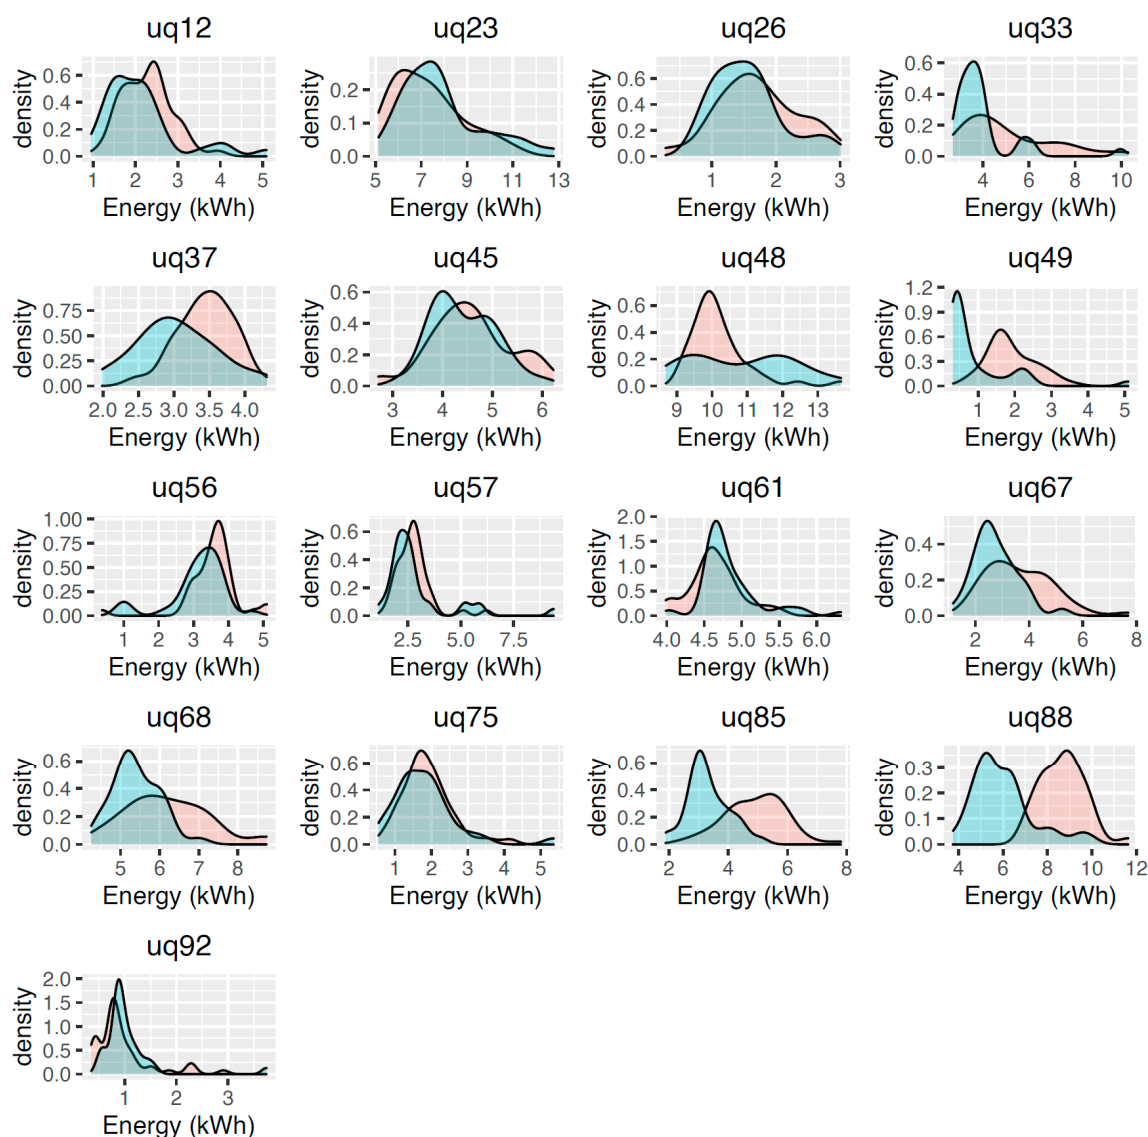 uq12 uq23 uq26 uq33
density 0.6 0.4 0.2 0.0 density 0.2 0.1 0.0 density 0.6 0.4 0.2 0.0 density 0.6 0.4 0.2 0.0
1 2 3 4 5 5 7 9 11 13 1 2 3 4 6 8 10
Energy (kWh) Energy (kWh) Energy (kWh) Energy (kWh)
uq37 uq45 uq48 uq49
density 0.75 0.50 0.25 0.00 density 0.6 0.4 0.2 0.0 density 0.6 0.4 0.2 0.0 density 1.2 0.9 0.6 0.3 0.0
2.0 2.5 3.0 3.5 4.0 3 4 5 6 9 10 11 12 13 1 2 3 4 5
Energy (kWh) Energy (kWh) Energy (kWh) Energy (kWh)
uq56 uq57 uq61 uq67
density 1.00 0.75 0.50 0.25 0.00 density 0.6 0.4 0.2 0.0 density 2.0 1.5 1.0 0.5 0.0 density 0.4 0.2 0.0
1 2 3 4 5 2.5 5.0 7.5 4.0 4.5 5.0 5.5 6.0 2 4 6 8
Energy (kWh) Energy (kWh) Energy (kWh) Energy (kWh)
uq68 uq75 uq85 uq88
density 0.6 0.4 0.2 0.0 density 0.6 0.4 0.2 0.0 density 0.6 0.4 0.2 0.0 density 0.3 0.2 0.1 0.0
5 6 7 8 1 2 3 4 5 2 4 6 8 4 6 8 10 12
Energy (kWh) Energy (kWh) Energy (kWh) Energy (kWh)
uq92
density 2.0 1.5 1.0 0.5 0.0
1 2 3
Energy (kWh)